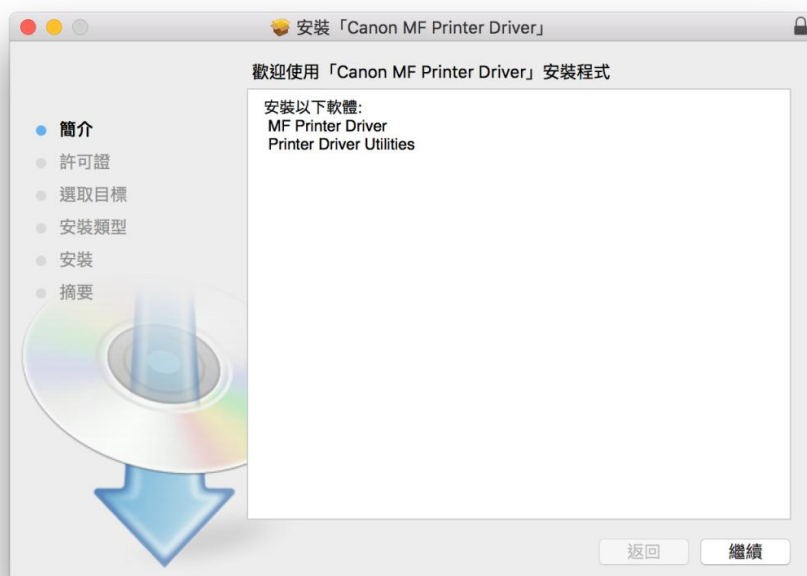 安裝「Canon MF Printer Driver」
歡迎使用「Canon MF Printer Driver」安裝程式
簡介
許可證
選取目標
安裝類型
安裝
摘要
安裝以下軟體:
MF Printer Driver
Printer Driver Utilities
返回
繼續